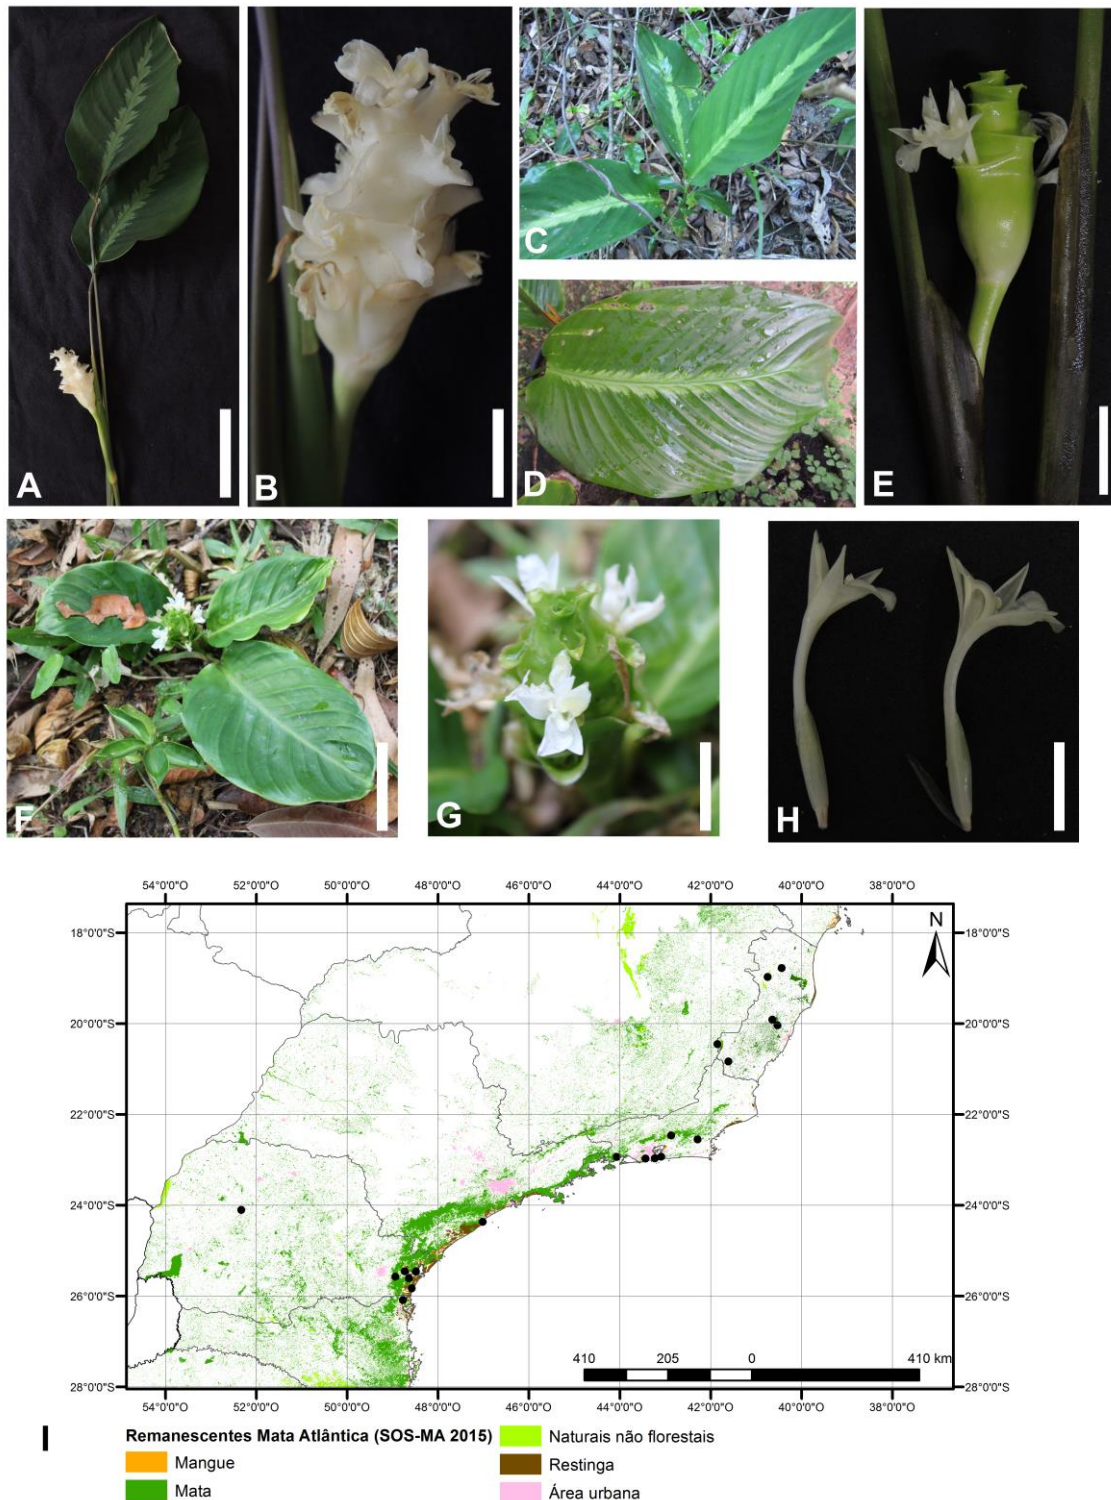 A
B
C
D
E
F
G
H
54°0'0"O 52°0'0"O 50°0'0"O 48°0'0"O 46°0'0"O 44°0'0"O 42°0'0"O 40°0'0"O 38°0'0"O
N
18°0'0"S 18°0'0"S
20°0'0"S 20°0'0"S
22°0'0"S 22°0'0"S
24°0'0"S 24°0'0"S
26°0'0"S 26°0'0"S
410 205 0 410 km
28°0'0"S 28°0'0"S
54°0'0"O 52°0'0"O 50°0'0"O 48°0'0"O 46°0'0"O 44°0'0"O 42°0'0"O 40°0'0"O 38°0'0"O
I
Remanescentes Mata Atlântica (SOS-MA 2015)
Mangue
Mata
Naturais não florestais
Restinga
Área urbana